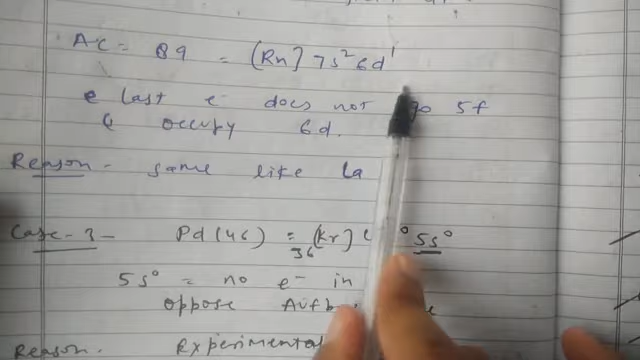 Ac = 89 = [Rn] 7s² 6d¹
e last e⁻ does not go 5f
& occupy 6d.
Reason - same like La
Case-3- Pd(46) = ₃₆[Kr] 5s⁰
5s⁰ = no e⁻ in
oppose Aufb
Reason. Experimental